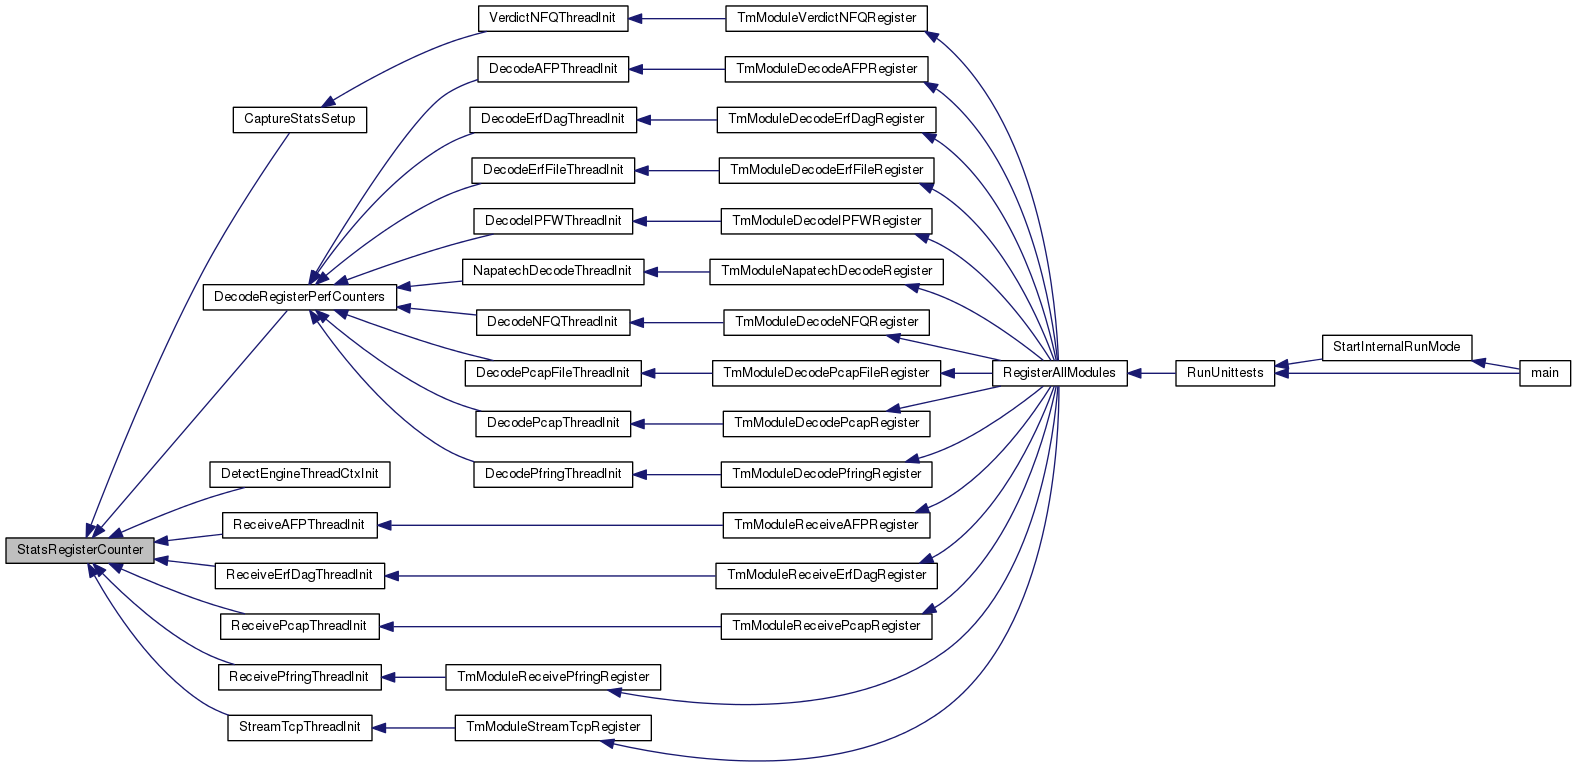 VerdictNFQThreadInit
TmModuleVerdictNFQRegister
DecodeAFPThreadInit
TmModuleDecodeAFPRegister
CaptureStatsSetup
DecodeErfDagThreadInit
TmModuleDecodeErfDagRegister
DecodeErfFileThreadInit
TmModuleDecodeErfFileRegister
DecodeIPFWThreadInit
TmModuleDecodeIPFWRegister
NapatechDecodeThreadInit
TmModuleNapatechDecodeRegister
DecodeRegisterPerfCounters
DecodeNFQThreadInit
TmModuleDecodeNFQRegister
StartInternalRunMode
DecodePcapFileThreadInit
TmModuleDecodePcapFileRegister
RegisterAllModules
RunUnittests
main
DecodePcapThreadInit
TmModuleDecodePcapRegister
DecodePfringThreadInit
TmModuleDecodePfringRegister
DetectEngineThreadCtxInit
ReceiveAFPThreadInit
TmModuleReceiveAFPRegister
StatsRegisterCounter
ReceiveErfDagThreadInit
TmModuleReceiveErfDagRegister
ReceivePcapThreadInit
TmModuleReceivePcapRegister
ReceivePfringThreadInit
TmModuleReceivePfringRegister
StreamTcpThreadInit
TmModuleStreamTcpRegister